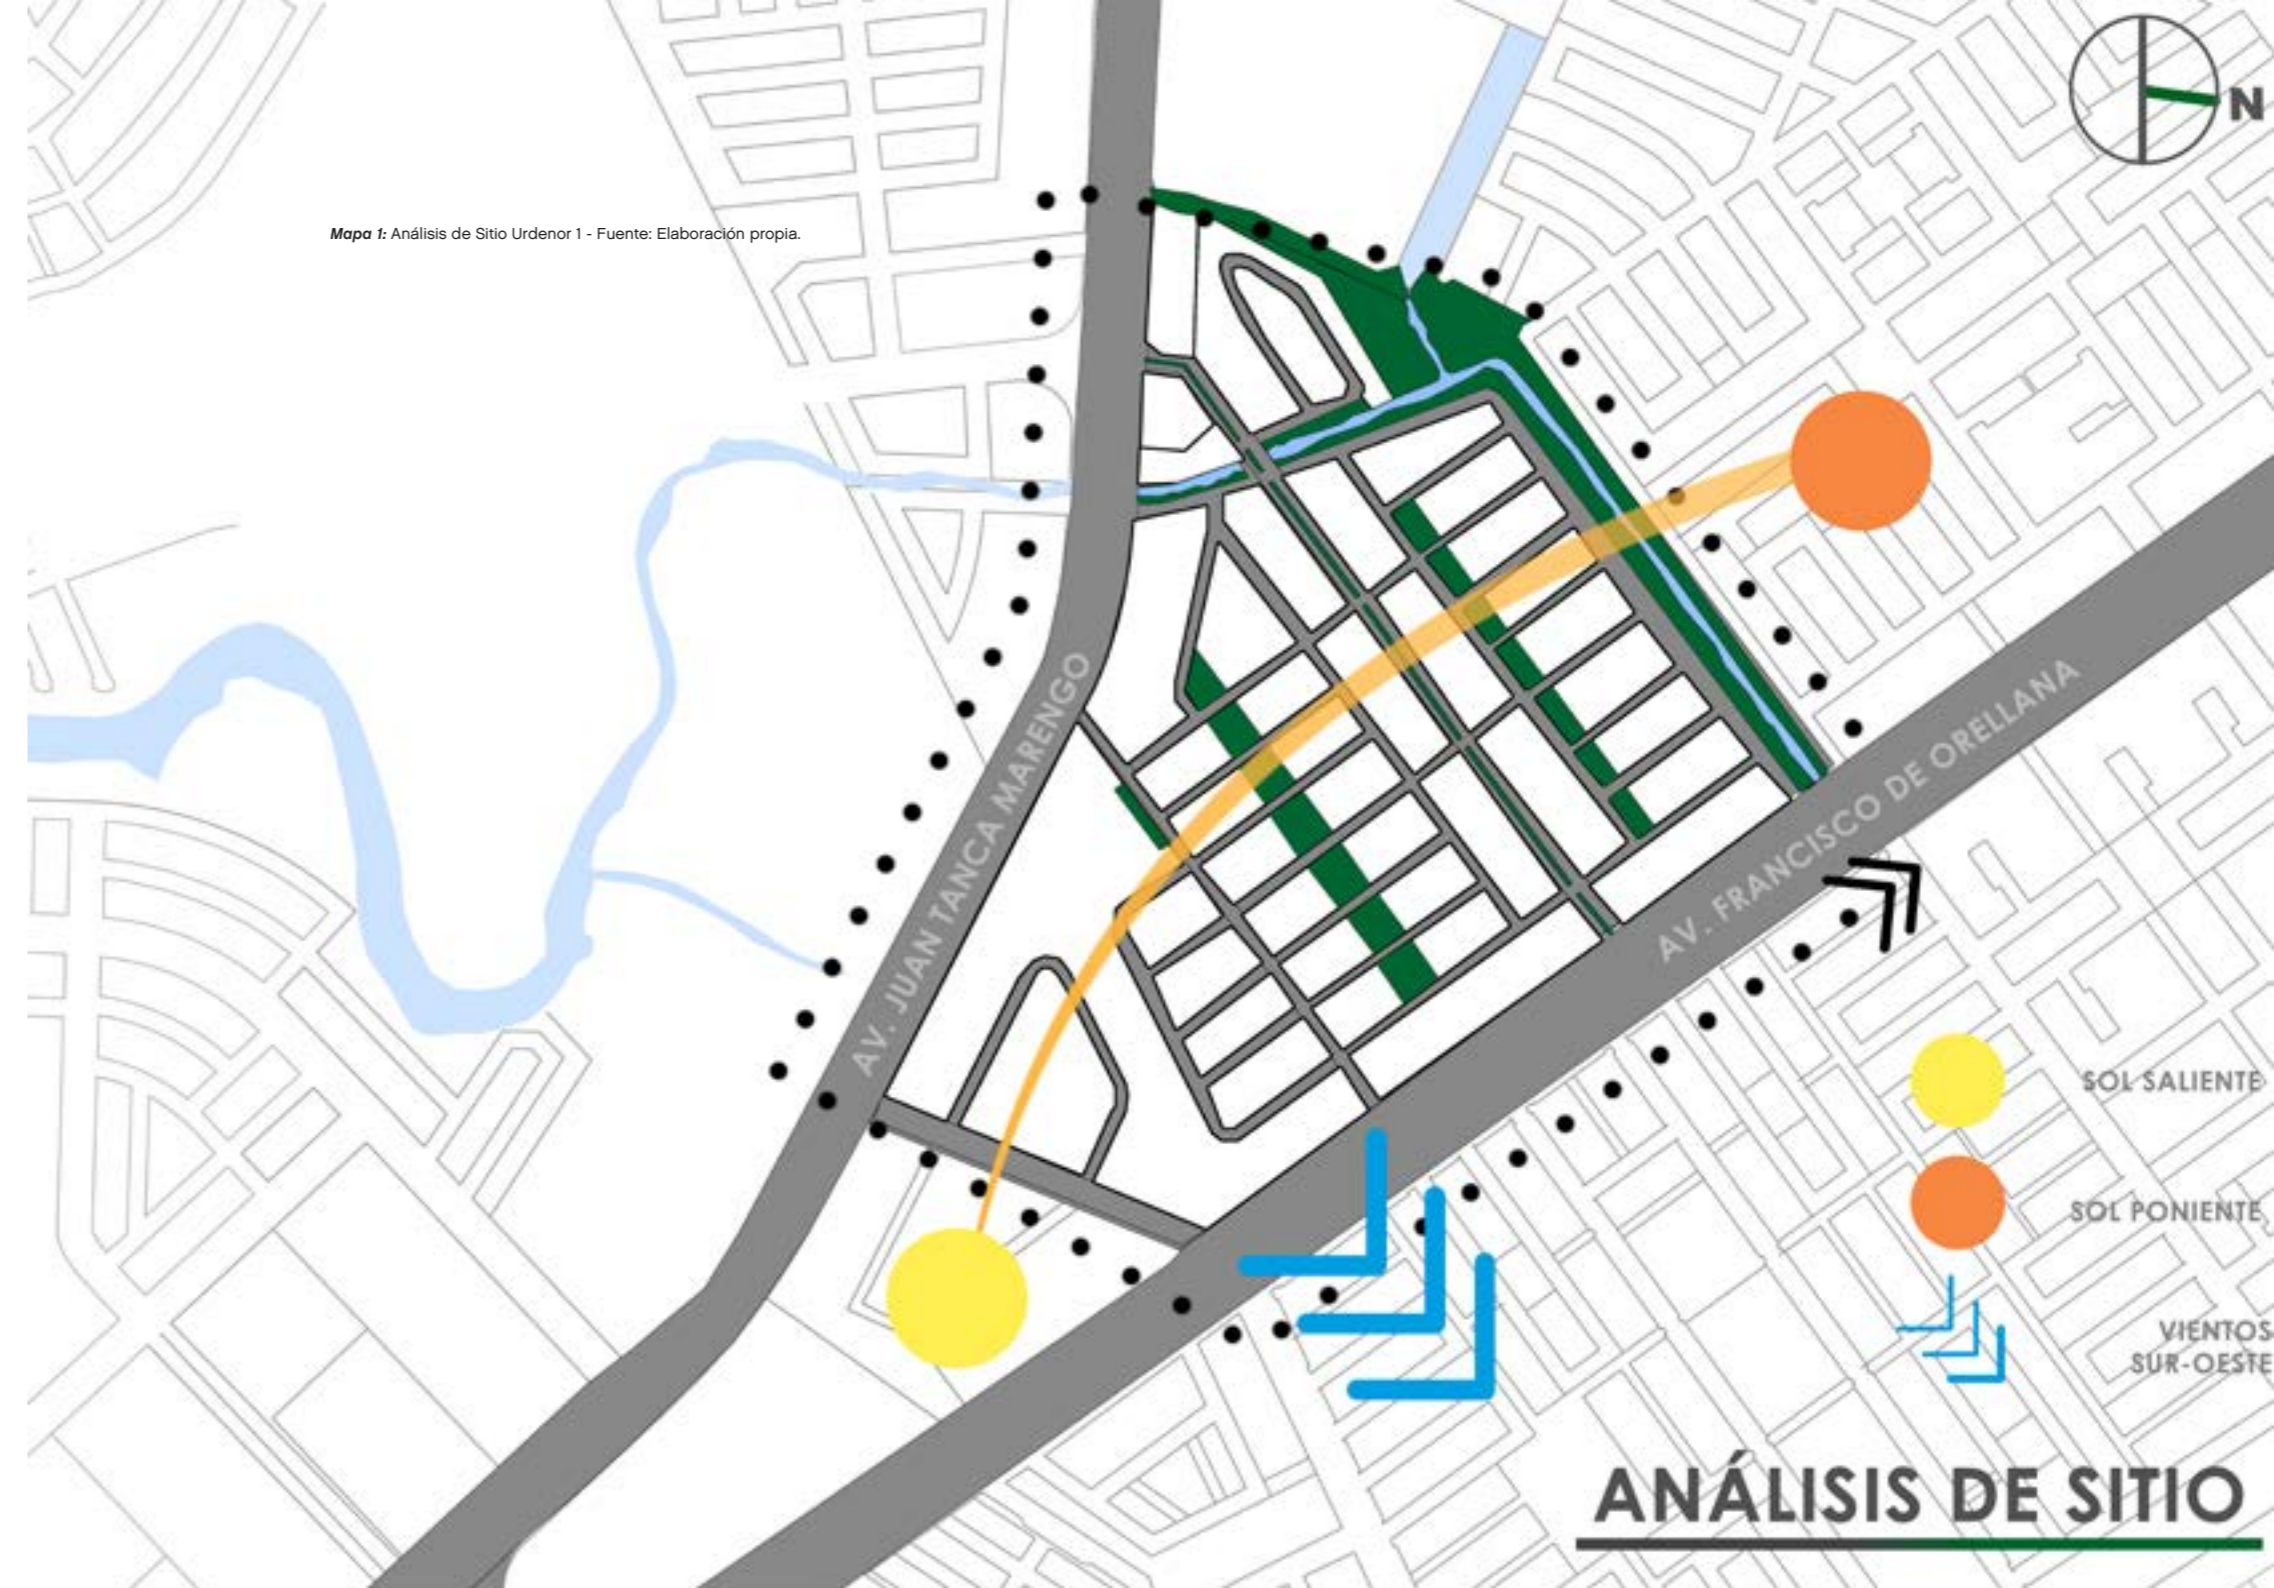 N
Mapa 1: Análisis de Sitio Urdenor 1 - Fuente: Elaboración propia.
AV. JUAN TANCA MARENGO
AV. FRANCISCO DE ORELLANA
SOL SALIENTE
SOL PONIENTE
VIENTOS
SUR-OESTE
ANÁLISIS DE SITIO